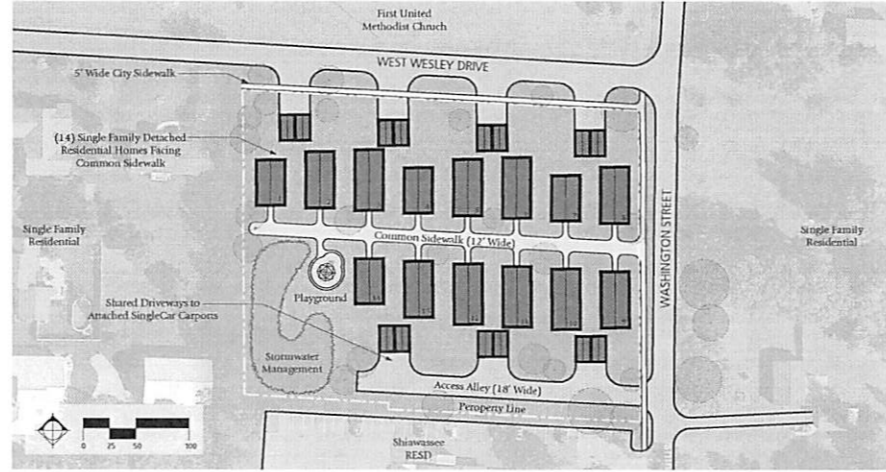 First United
Methodist Chruch
WEST WESLEY DRIVE
5' Wide City Sidewalk
(14) Single Family Detached
Residential Homes Facing
Common Sidewalk
Single Family
Residential
Common Sidewalk (12' Wide)
WASHINGTON STREET
Single Family
Residential
Playground
Shared Driveways to
Attached SingleCar Carports
Stormwater
Management
Access Alley (18' Wide)
Peroperty Line
0 25 50 100
Shiawassee
RESD